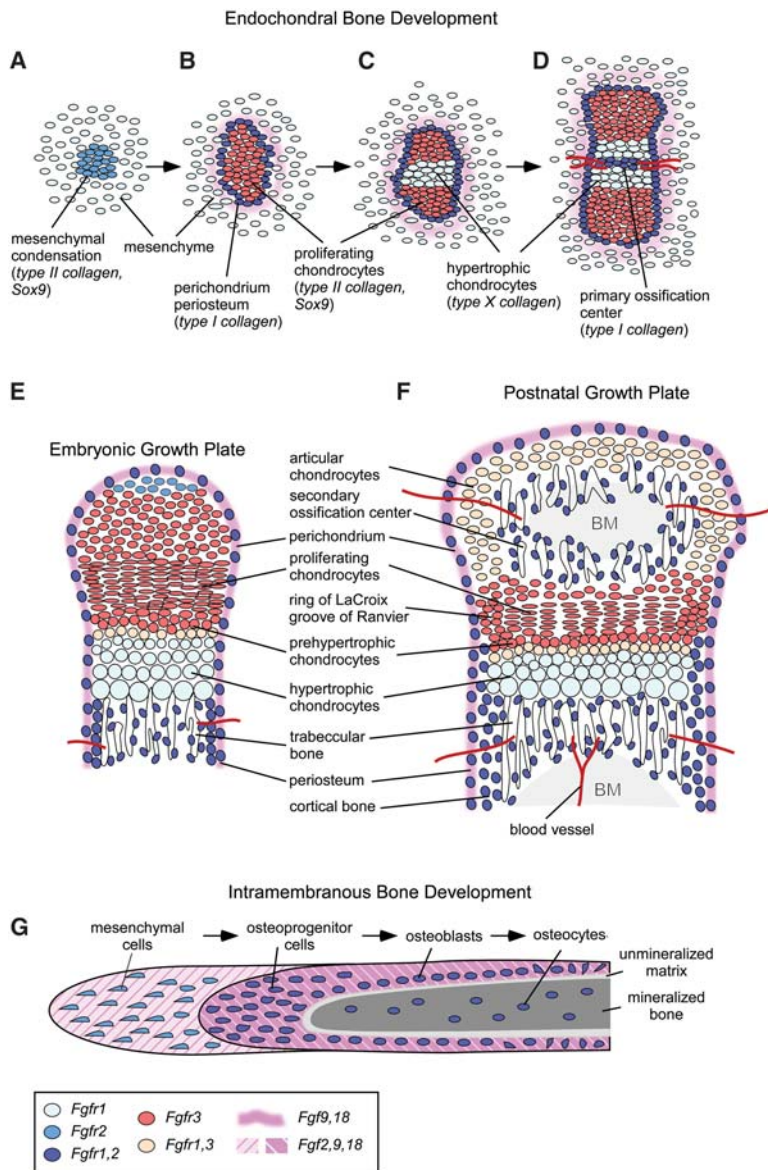 Endochondral Bone Development
A
B
C
D
mesenchymal
condensation
(type II collagen,
Sox9)
mesenchyme
perichondrium
periosteum
(type I collagen)
proliferating
chondrocytes
(type II collagen,
Sox9)
hypertrophic
chondrocytes
(type X collagen)
primary ossification
center
(type I collagen)
E
F
Postnatal Growth Plate
Embryonic Growth Plate
articular
chondrocytes
secondary
ossification center
perichondrium
proliferating
chondrocytes
ring of LaCroix
groove of Ranvier
prehypertrophic
chondrocytes
hypertrophic
chondrocytes
trabeccular
bone
periosteum
cortical bone
BM
BM
blood vessel
Intramembranous Bone Development
G
mesenchymal
cells
osteoprogenitor
cells
osteoblasts
osteocytes
unmineralized
matrix
mineralized
bone
Fgfr1
Fgfr2
Fgfr1,2
Fgfr3
Fgfr1,3
Fgf9,18
Fgf2,9,18